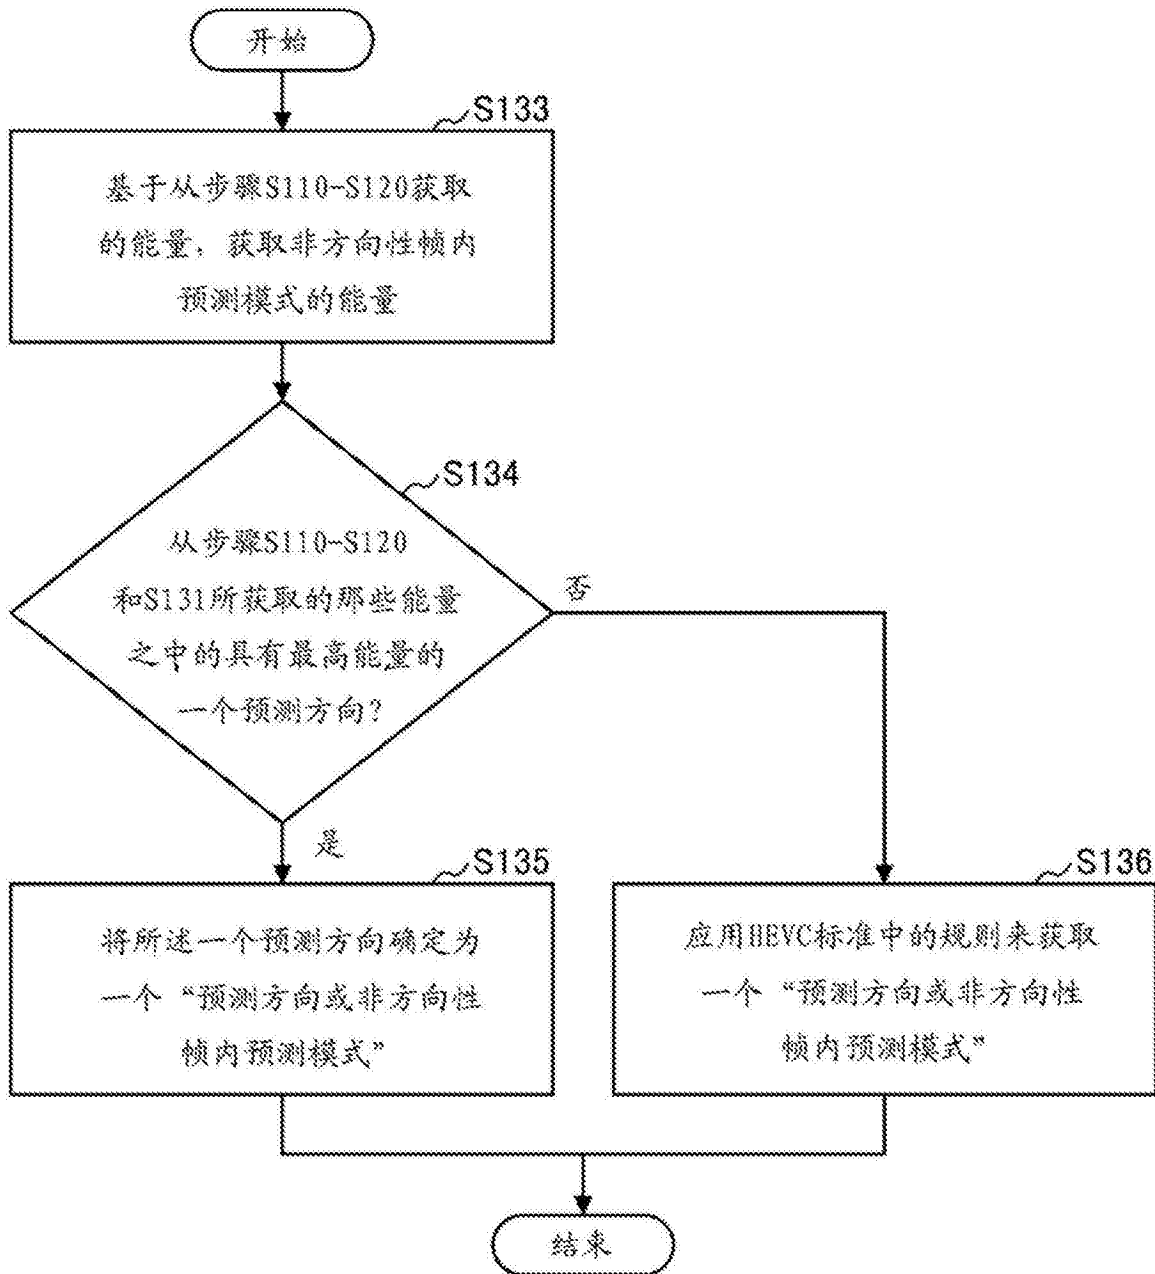 开始
S133
基于从步骤S110-S120获取
的能量，获取非方向性帧内
预测模式的能量
S134
从步骤S110-S120
和S131所获取的那些能量
之中的具有最高能量的
一个预测方向？
否
是
S135
将所述一个预测方向确定为
一个“预测方向或非方向性
帧内预测模式”
S136
应用HEVC标准中的规则来获取
一个“预测方向或非方向性
帧内预测模式”
结束